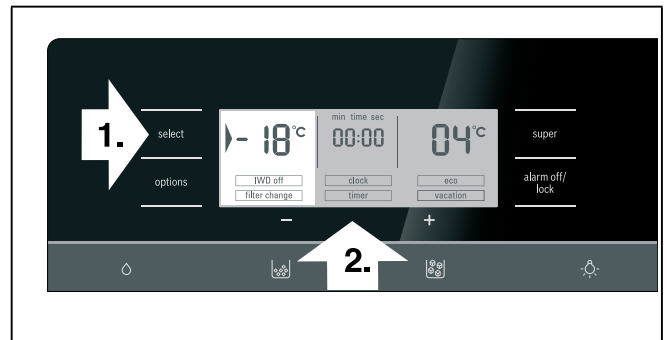 1.
select
options
-18°C
min time sec
00:00
04°C
IWD off
clock
eco
filter change
timer
vacation
super
alarm off/
lock
− +
2.